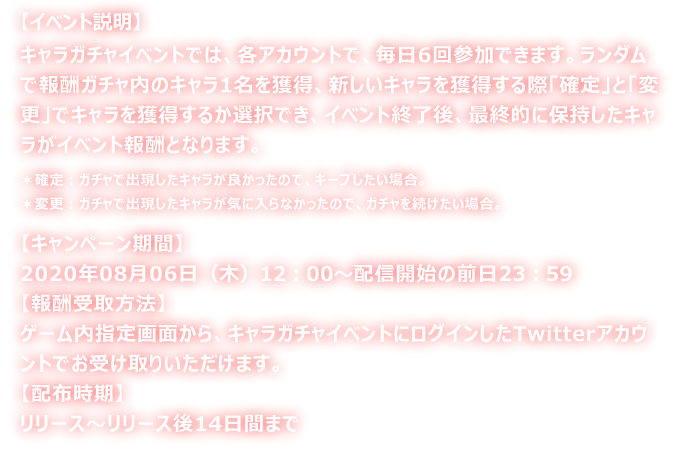 【イベント説明】
キャラガチャイベントでは、各アカウントで、毎日6回参加できます。ランダム
で報酬ガチャ内のキャラ1名を獲得、新しいキャラを獲得する際「確定」と「変
更」でキャラを獲得するか選択でき、イベント終了後、最終的に保持したキャ
ラがイベント報酬となります。
＊確定：ガチャで出現したキャラが良かったので、キープしたい場合。
＊変更：ガチャで出現したキャラが気に入らなかったので、ガチャを続けたい場合。
【キャンペーン期間】
2020年08月06日（木）12：00～配信開始の前日23：59
【報酬受取方法】
ゲーム内指定画面から、キャラガチャイベントにログインしたTwitterアカウ
ントでお受け取りいただけます。
【配布時期】
リリース～リリース後14日間まで